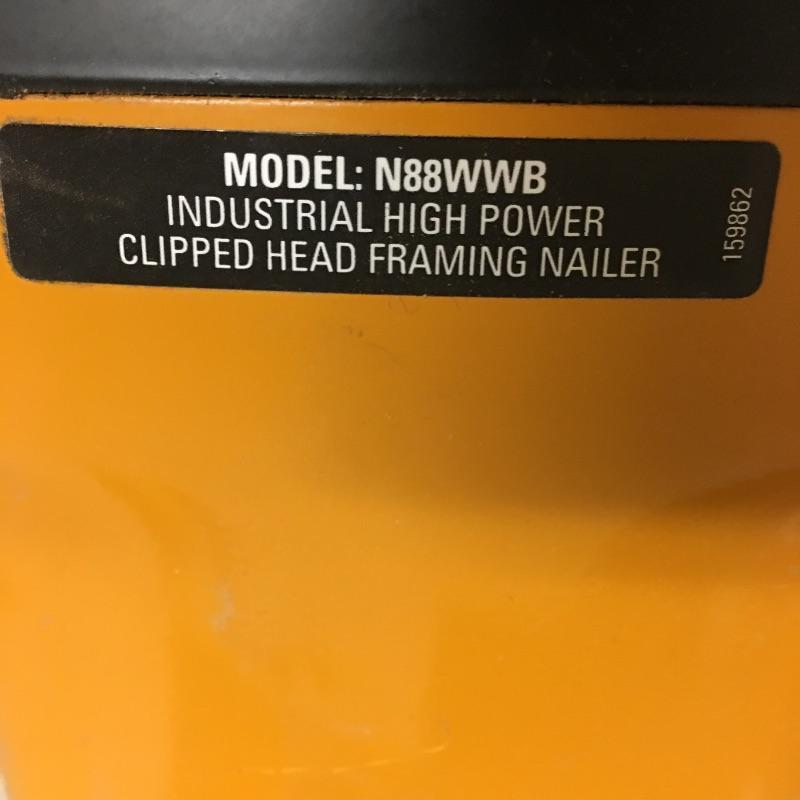 MODEL: N88WWB
INDUSTRIAL HIGH POWER
CLIPPED HEAD FRAMING NAILER
159862